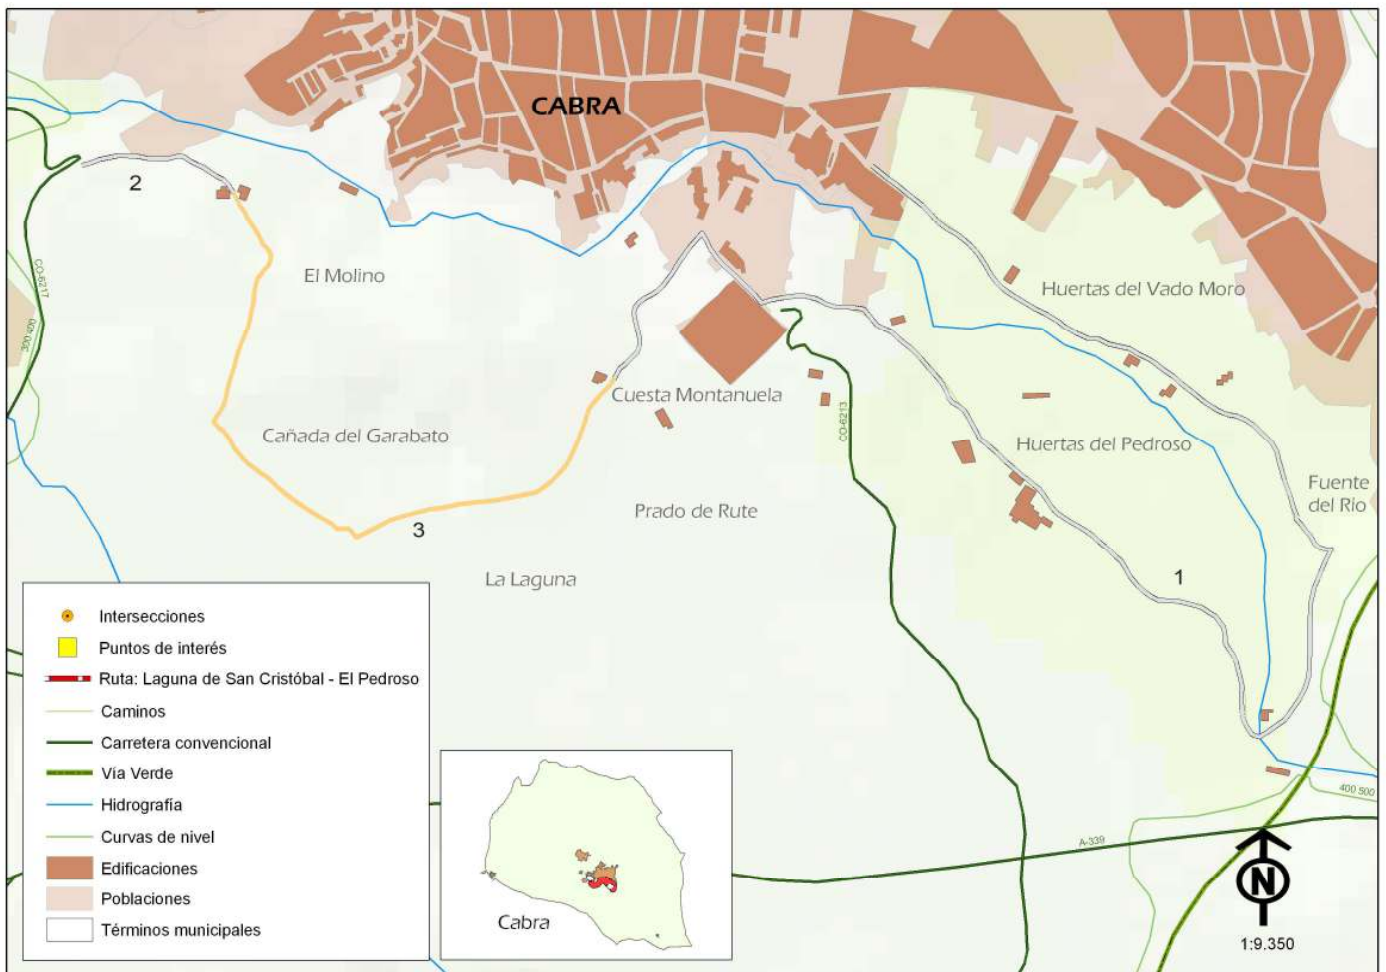 CABRA
2
El Molino
CO-6217
300 400
Huertas del Vado Moro
Cuesta Montanuela
CO-6213
Cañada del Garabato
Huertas del Pedroso
Fuente
del Rio
Prado de Rute
3
La Laguna
1
Intersecciones
Puntos de interés
Ruta: Laguna de San Cristóbal - El Pedroso
Caminos
Carretera convencional
Vía Verde
Hidrografía
Curvas de nivel
Edificaciones
Poblaciones
Términos municipales
Cabra
400 500
A-339
N
1:9.350